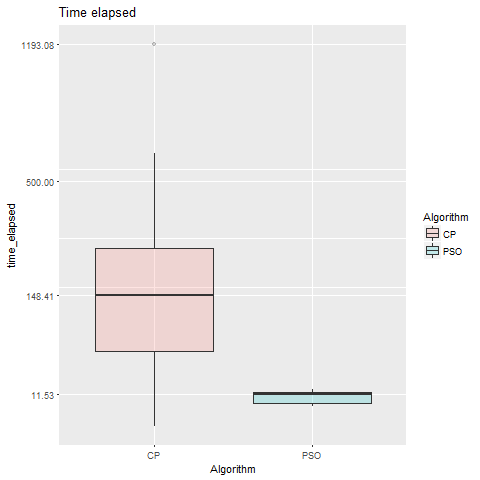 Time elapsed
1193.08
500.00
148.41
11.53
time_elapsed
CP
PSO
Algorithm
Algorithm
CP
PSO